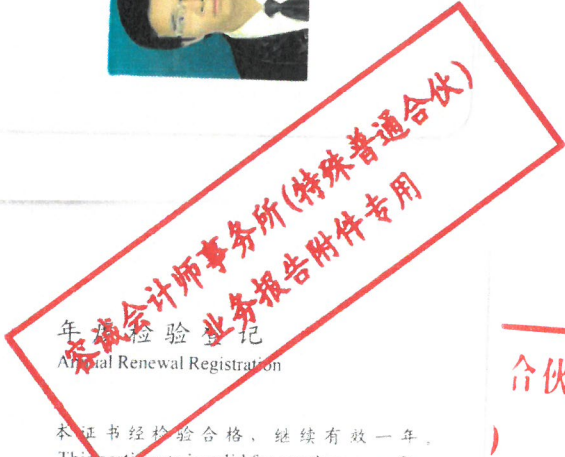 容诚会计师事务所(特殊普通合伙)
业务报告附件专用
年度检验登记
Annual Renewal Registration
合伙
本证书经检验合格，继续有效一年。
)